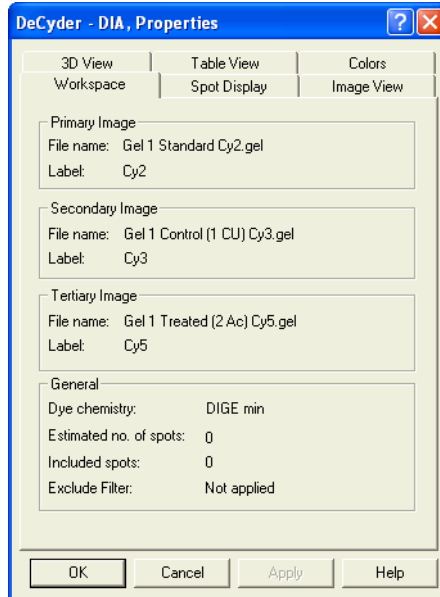 DeCyder - DIA, Properties
3D View Table View Colors
Workspace Spot Display Image View
Primary Image
File name: Gel 1 Standard Cy2.gel
Label: Cy2
Secondary Image
File name: Gel 1 Control (1 CU) Cy3.gel
Label: Cy3
Tertiary Image
File name: Gel 1 Treated (2 Ac) Cy5.gel
Label: Cy5
General
Dye chemistry: DIGE min
Estimated no. of spots: 0
Included spots: 0
Exclude Filter: Not applied
OK Cancel Apply Help